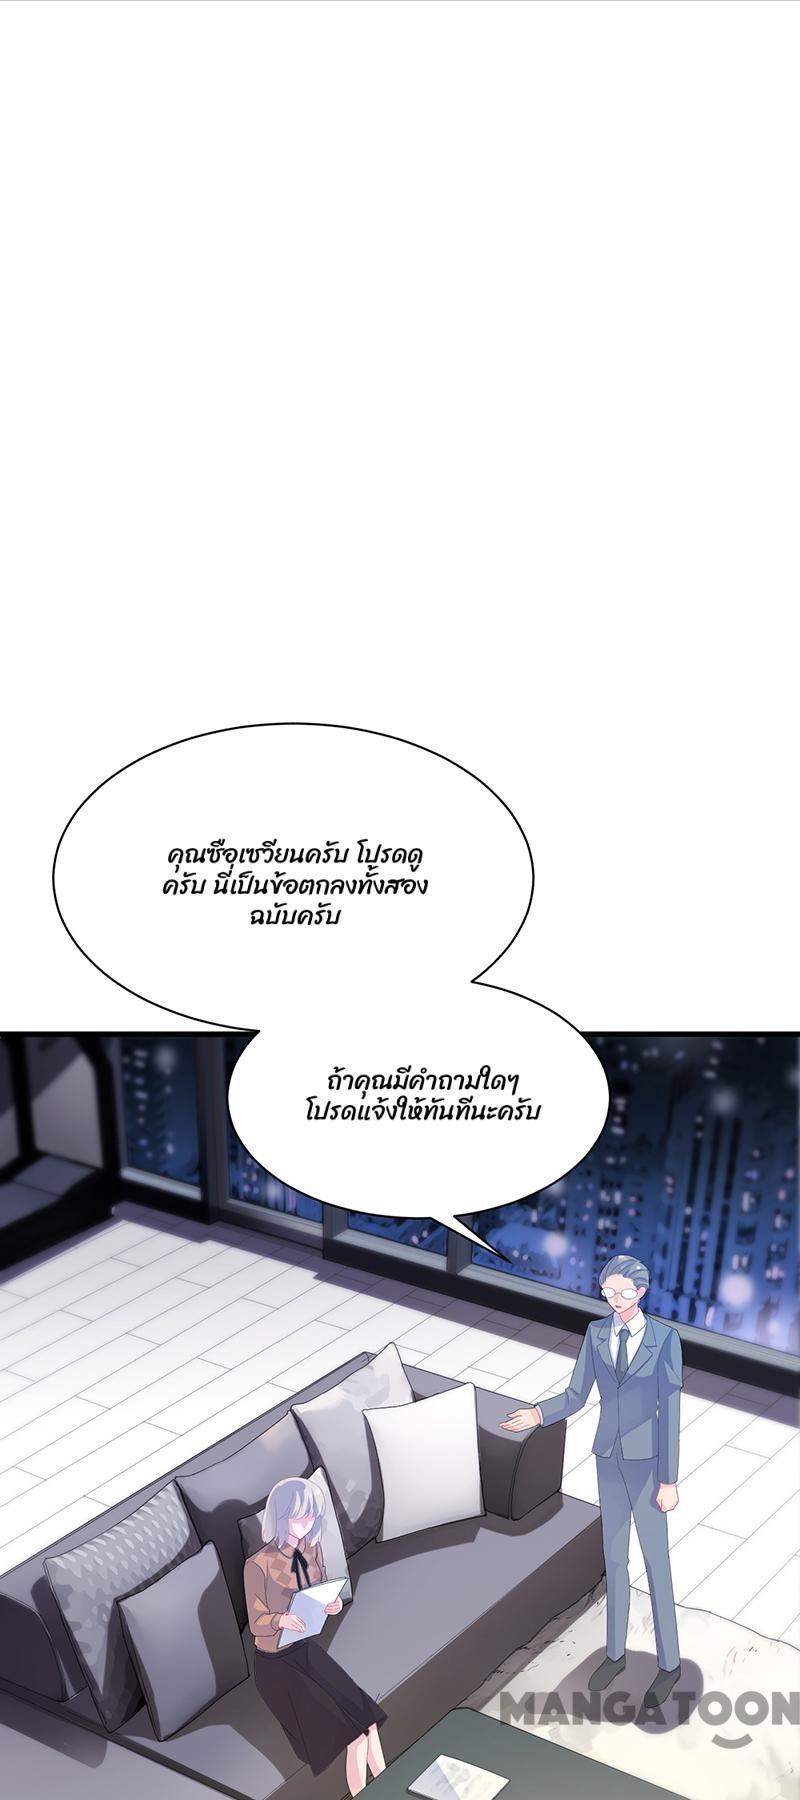 คุณซือเซวียนครับ โปรดดู
ครับ นี่เป็นข้อตกลงทั้งสอง
ฉบับครับ
ถ้าคุณมีคำถามใดๆ
โปรดแจ้งให้ทันทีนะครับ
MANGATOON